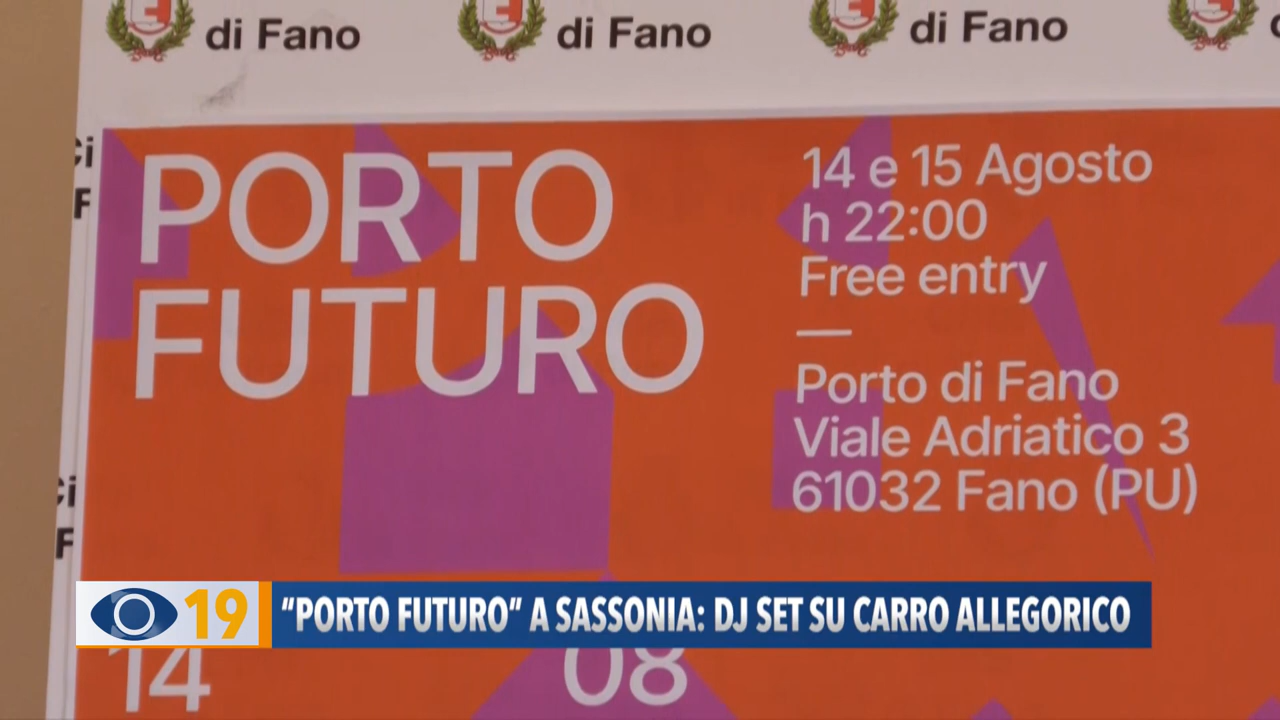 di Fano di Fano di Fano
PORTO
FUTURO
14 e 15 Agosto
h 22:00
Free entry
Porto di Fano
Viale Adriatico 3
61032 Fano (PU)
19
"PORTO FUTURO" A SASSONIA: DJ SET SU CARRO ALLEGORICO
14 08